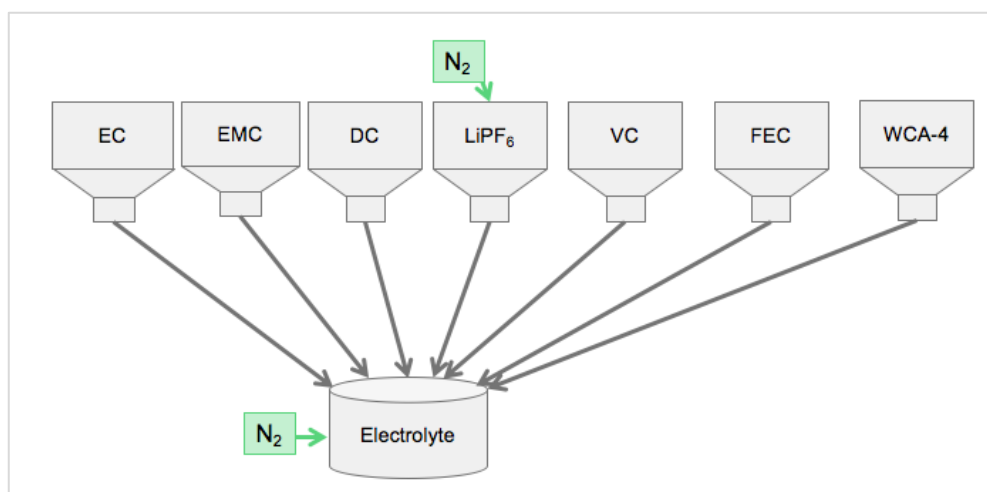 N₂
EC
EMC
DC
LiPF₆
VC
FEC
WCA-4
N₂
Electrolyte